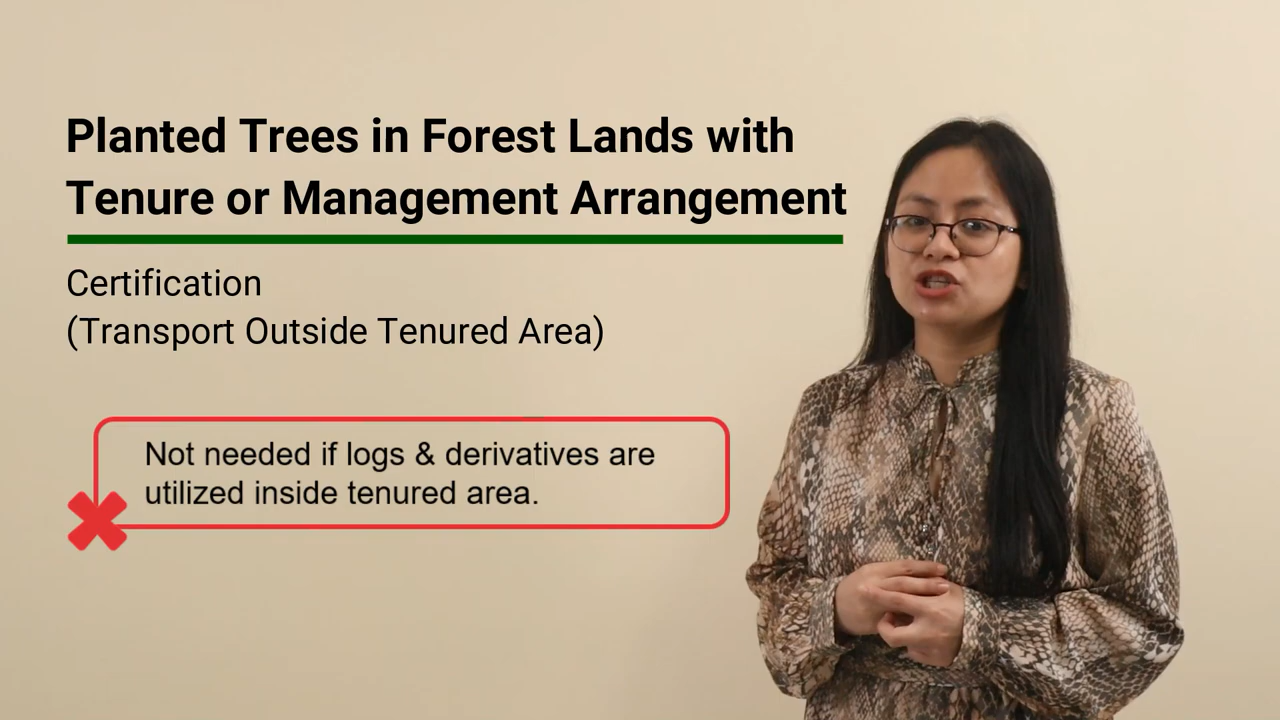 Planted Trees in Forest Lands with
Tenure or Management Arrangement
Certification
(Transport Outside Tenured Area)
Not needed if logs & derivatives are
utilized inside tenured area.